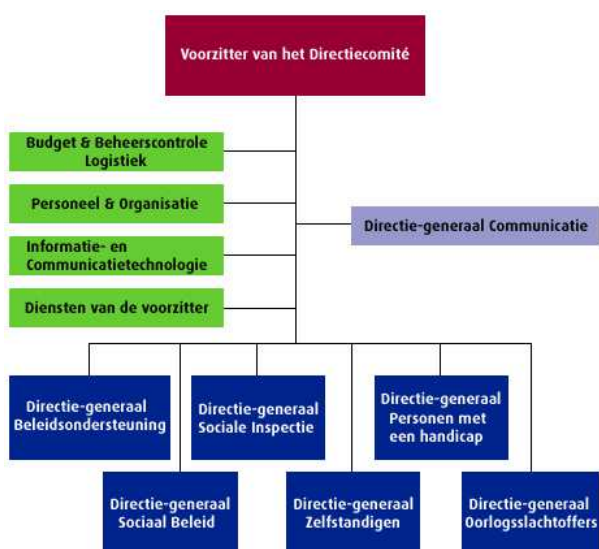 Voorzitter van het Directiecomité
Budget & Beheerscontrole
Logistiek
Personeel & Organisatie
Directie-generaal Communicatie
Informatie- en
Communicatietechnologie
Diensten van de voorzitter
Directie-generaal
Beleidsondersteuning
Directie-generaal
Sociale Inspectie
Directie-generaal
Personen met
een handicap
Directie-generaal
Sociaal Beleid
Directie-generaal
Zelfstandigen
Directie-generaal
Oorlogsslachtoffers